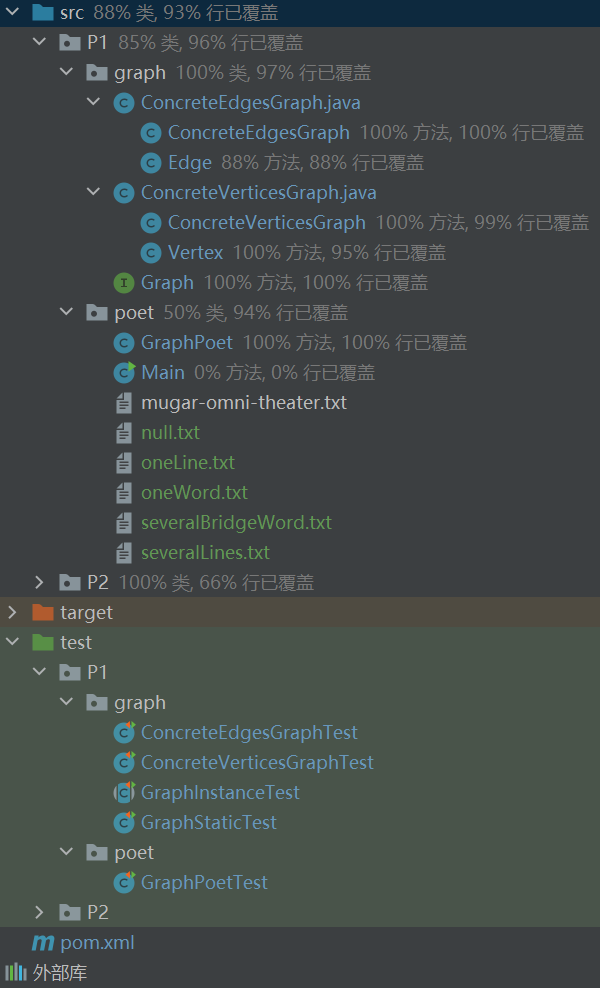 src 88% 类, 93% 行已覆盖
P1 85% 类, 96% 行已覆盖
graph 100% 类, 97% 行已覆盖
C ConcreteEdgesGraph.java
C ConcreteEdgesGraph 100% 方法, 100% 行已覆盖
C Edge 88% 方法, 88% 行已覆盖
C ConcreteVerticesGraph.java
C ConcreteVerticesGraph 100% 方法, 99% 行已覆盖
C Vertex 100% 方法, 95% 行已覆盖
I Graph 100% 方法, 100% 行已覆盖
poet 50% 类, 94% 行已覆盖
C GraphPoet 100% 方法, 100% 行已覆盖
C Main 0% 方法, 0% 行已覆盖
mugar-omni-theater.txt
null.txt
oneLine.txt
oneWord.txt
severalBridgeWord.txt
severalLines.txt
P2 100% 类, 66% 行已覆盖
target
test
P1
graph
C ConcreteEdgesGraphTest
C ConcreteVerticesGraphTest
C GraphInstanceTest
C GraphStaticTest
poet
C GraphPoetTest
P2
m pom.xml
外部库